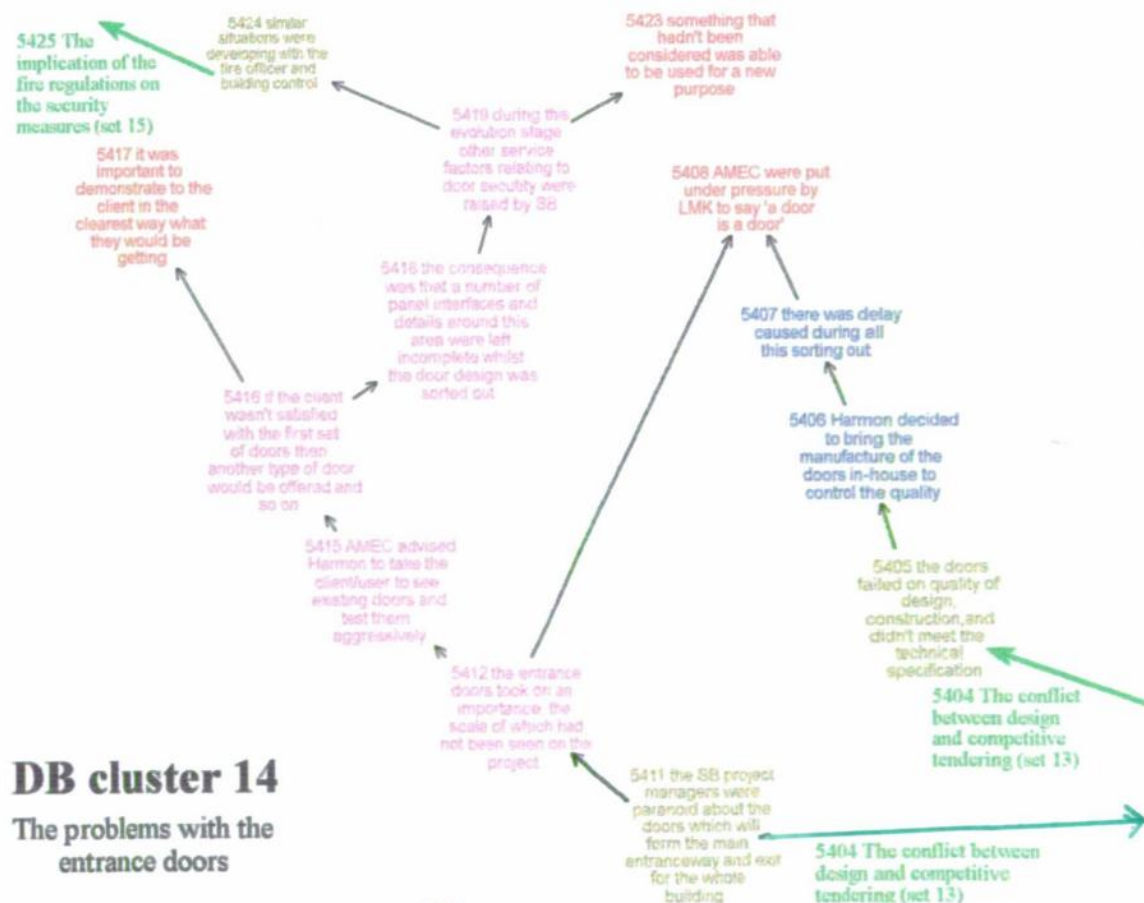 5425 The
implication of the
fire regulations on
the security
measures (set 15)
5424 similar
situations were
developing with the
fire officer and
building control
5423 something that
hadn't been
considered was able
to be used for a new
purpose
5419 during this
evolution stage
other service
factors relating to
door security were
raised by SB
5417 it was
important to
demonstrate to the
client in the
clearest way what
they would be
getting
5408 AMEC were put
under pressure by
LMK to say 'a door
is a door'
5418 the consequence
was that a number of
panel interfaces and
details around this
area were left
incomplete whilst
the door design was
sorted out
5407 there was delay
caused during all
this sorting out
5416 if the client
wasn't satisfied
with the first set
of doors then
another type of door
would be offered and
so on
5406 Harmon decided
to bring the
manufacture of the
doors in-house to
control the quality
5415 AMEC advised
Harmon to take the
client/user to see
existing doors and
test them
aggressively
5405 the doors
failed on quality of
design,
construction,and
didn't meet the
technical
specification
5412 the entrance
doors took on an
importance, the
scale of which had
not been seen on the
project
5404 The conflict
between design
and competitive
tendering (set 13)
DB cluster 14
The problems with the
entrance doors
5411 the SB project
managers were
paranoid about the
doors which will
form the main
entranceway and exit
for the whole
building
5404 The conflict between
design and competitive
tendering (set 13)